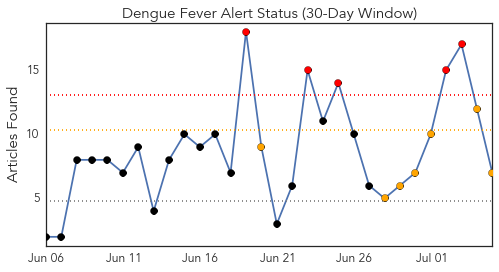 Dengue Fever Alert Status (30-Day Window)
Articles Found
15
10
5
Jun 06 Jun 11 Jun 16 Jun 21 Jun 26 Jul 01